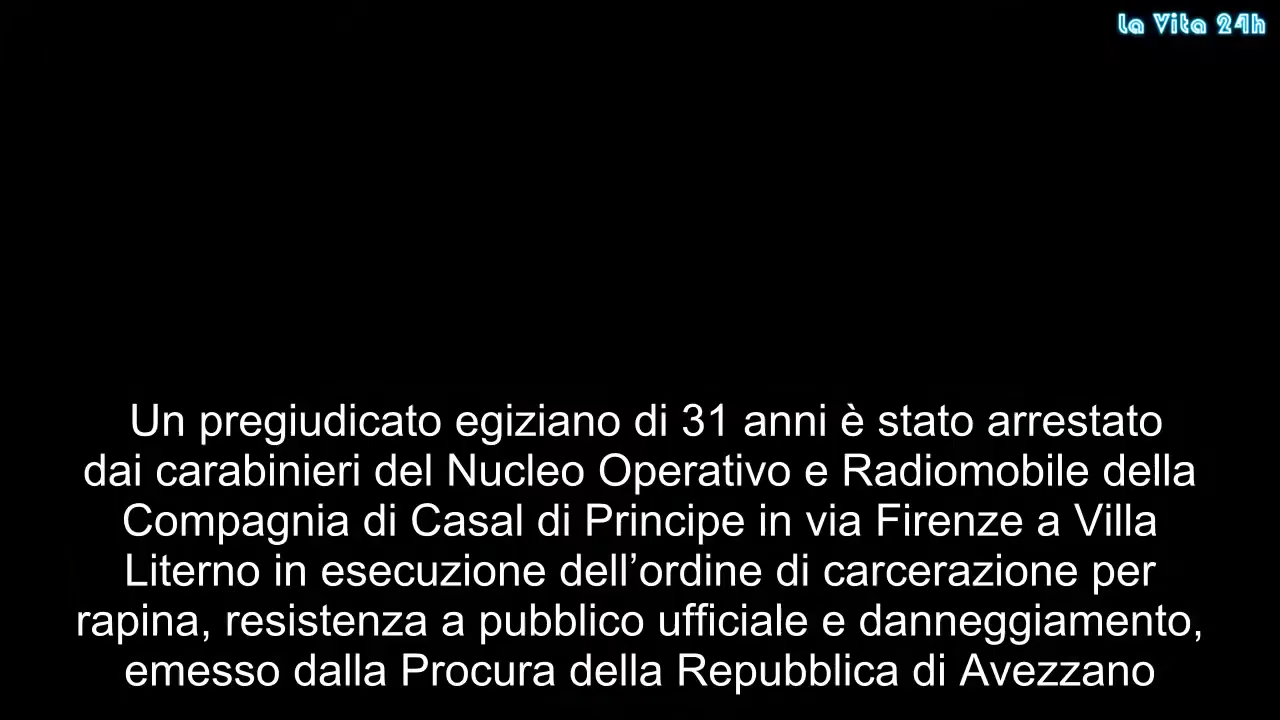 La Vita 24h
Un pregiudicato egiziano di 31 anni è stato arrestato
dai carabinieri del Nucleo Operativo e Radiomobile della
Compagnia di Casal di Principe in via Firenze a Villa
Literno in esecuzione dell’ordine di carcerazione per
rapina, resistenza a pubblico ufficiale e danneggiamento,
emesso dalla Procura della Repubblica di Avezzano